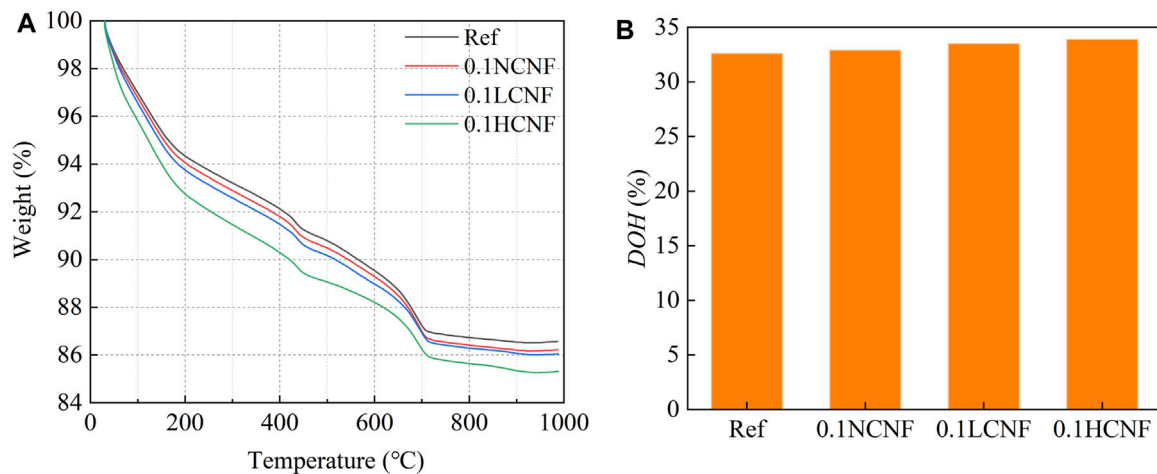 A
100
98
96
94
92
90
88
86
84
Weight (%)
0 200 400 600 800 1000
Temperature (℃)
Ref
0.1NCNF
0.1LCNF
0.1HCNF
B
35
30
25
20
15
10
5
0
DOH (%)
Ref 0.1NCNF 0.1LCNF 0.1HCNF